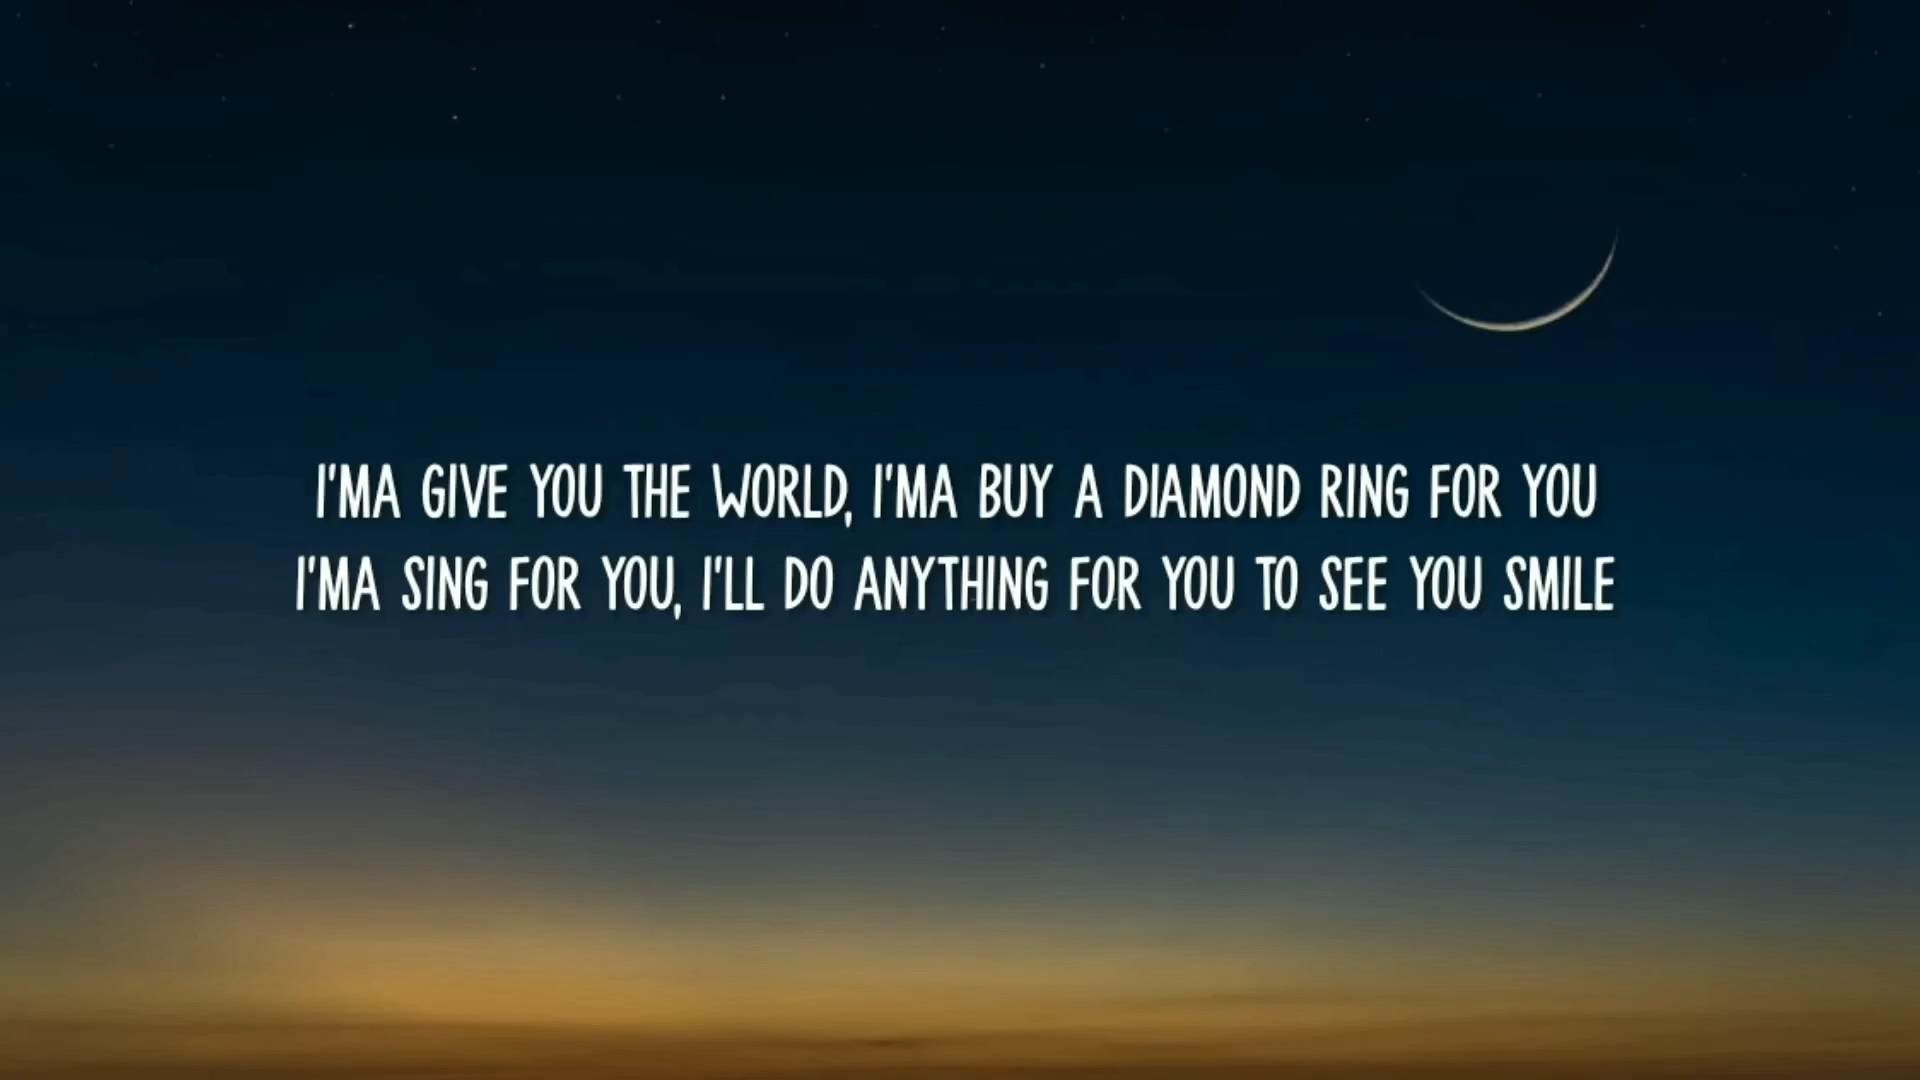 I'MA GIVE YOU THE WORLD, I'MA BUY A DIAMOND RING FOR YOU
I'MA SING FOR YOU, I'LL DO ANYTHING FOR YOU TO SEE YOU SMILE